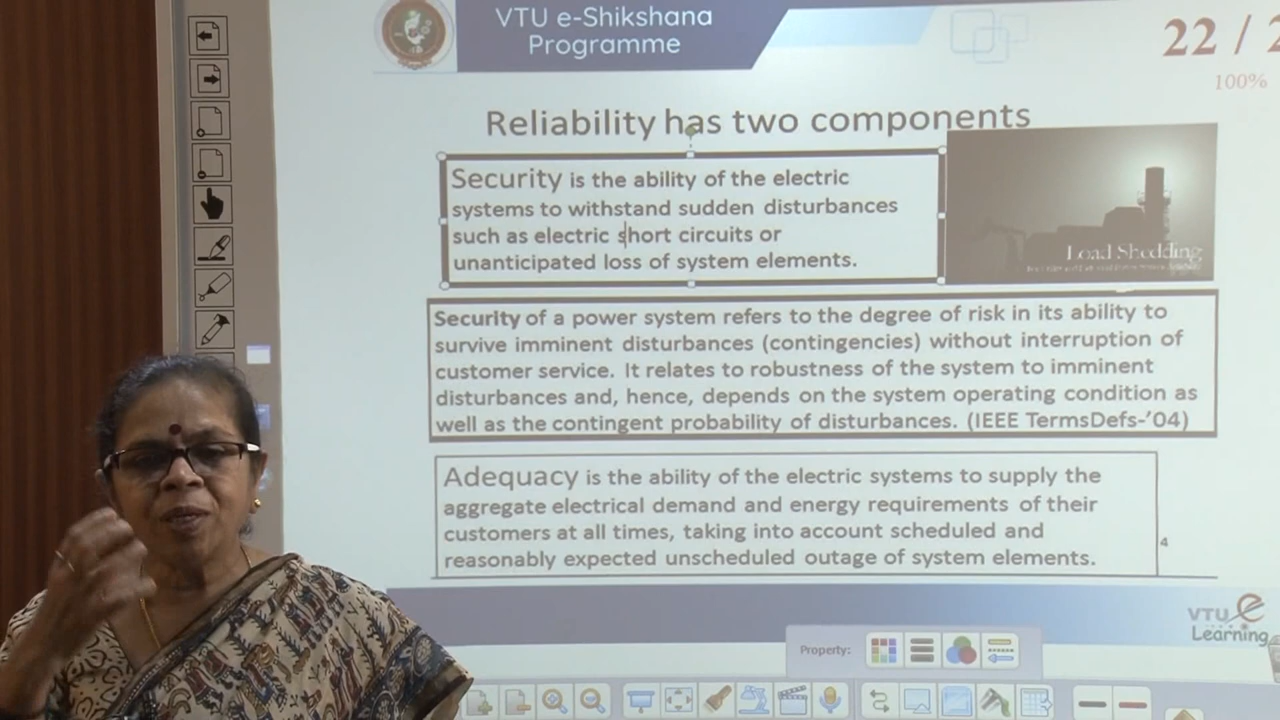 VTU e-Shikshana
Programme
22 / 2
100%
Reliability has two components
Security is the ability of the electric
systems to withstand sudden disturbances
such as electric short circuits or
unanticipated loss of system elements.
Load Shedding
Security of a power system refers to the degree of risk in its ability to
survive imminent disturbances (contingencies) without interruption of
customer service. It relates to robustness of the system to imminent
disturbances and, hence, depends on the system operating condition as
well as the contingent probability of disturbances. (IEEE TermsDefs-’04)
Adequacy is the ability of the electric systems to supply the
aggregate electrical demand and energy requirements of their
customers at all times, taking into account scheduled and
reasonably expected unscheduled outage of system elements.
4
VTU e
Learning
Property: